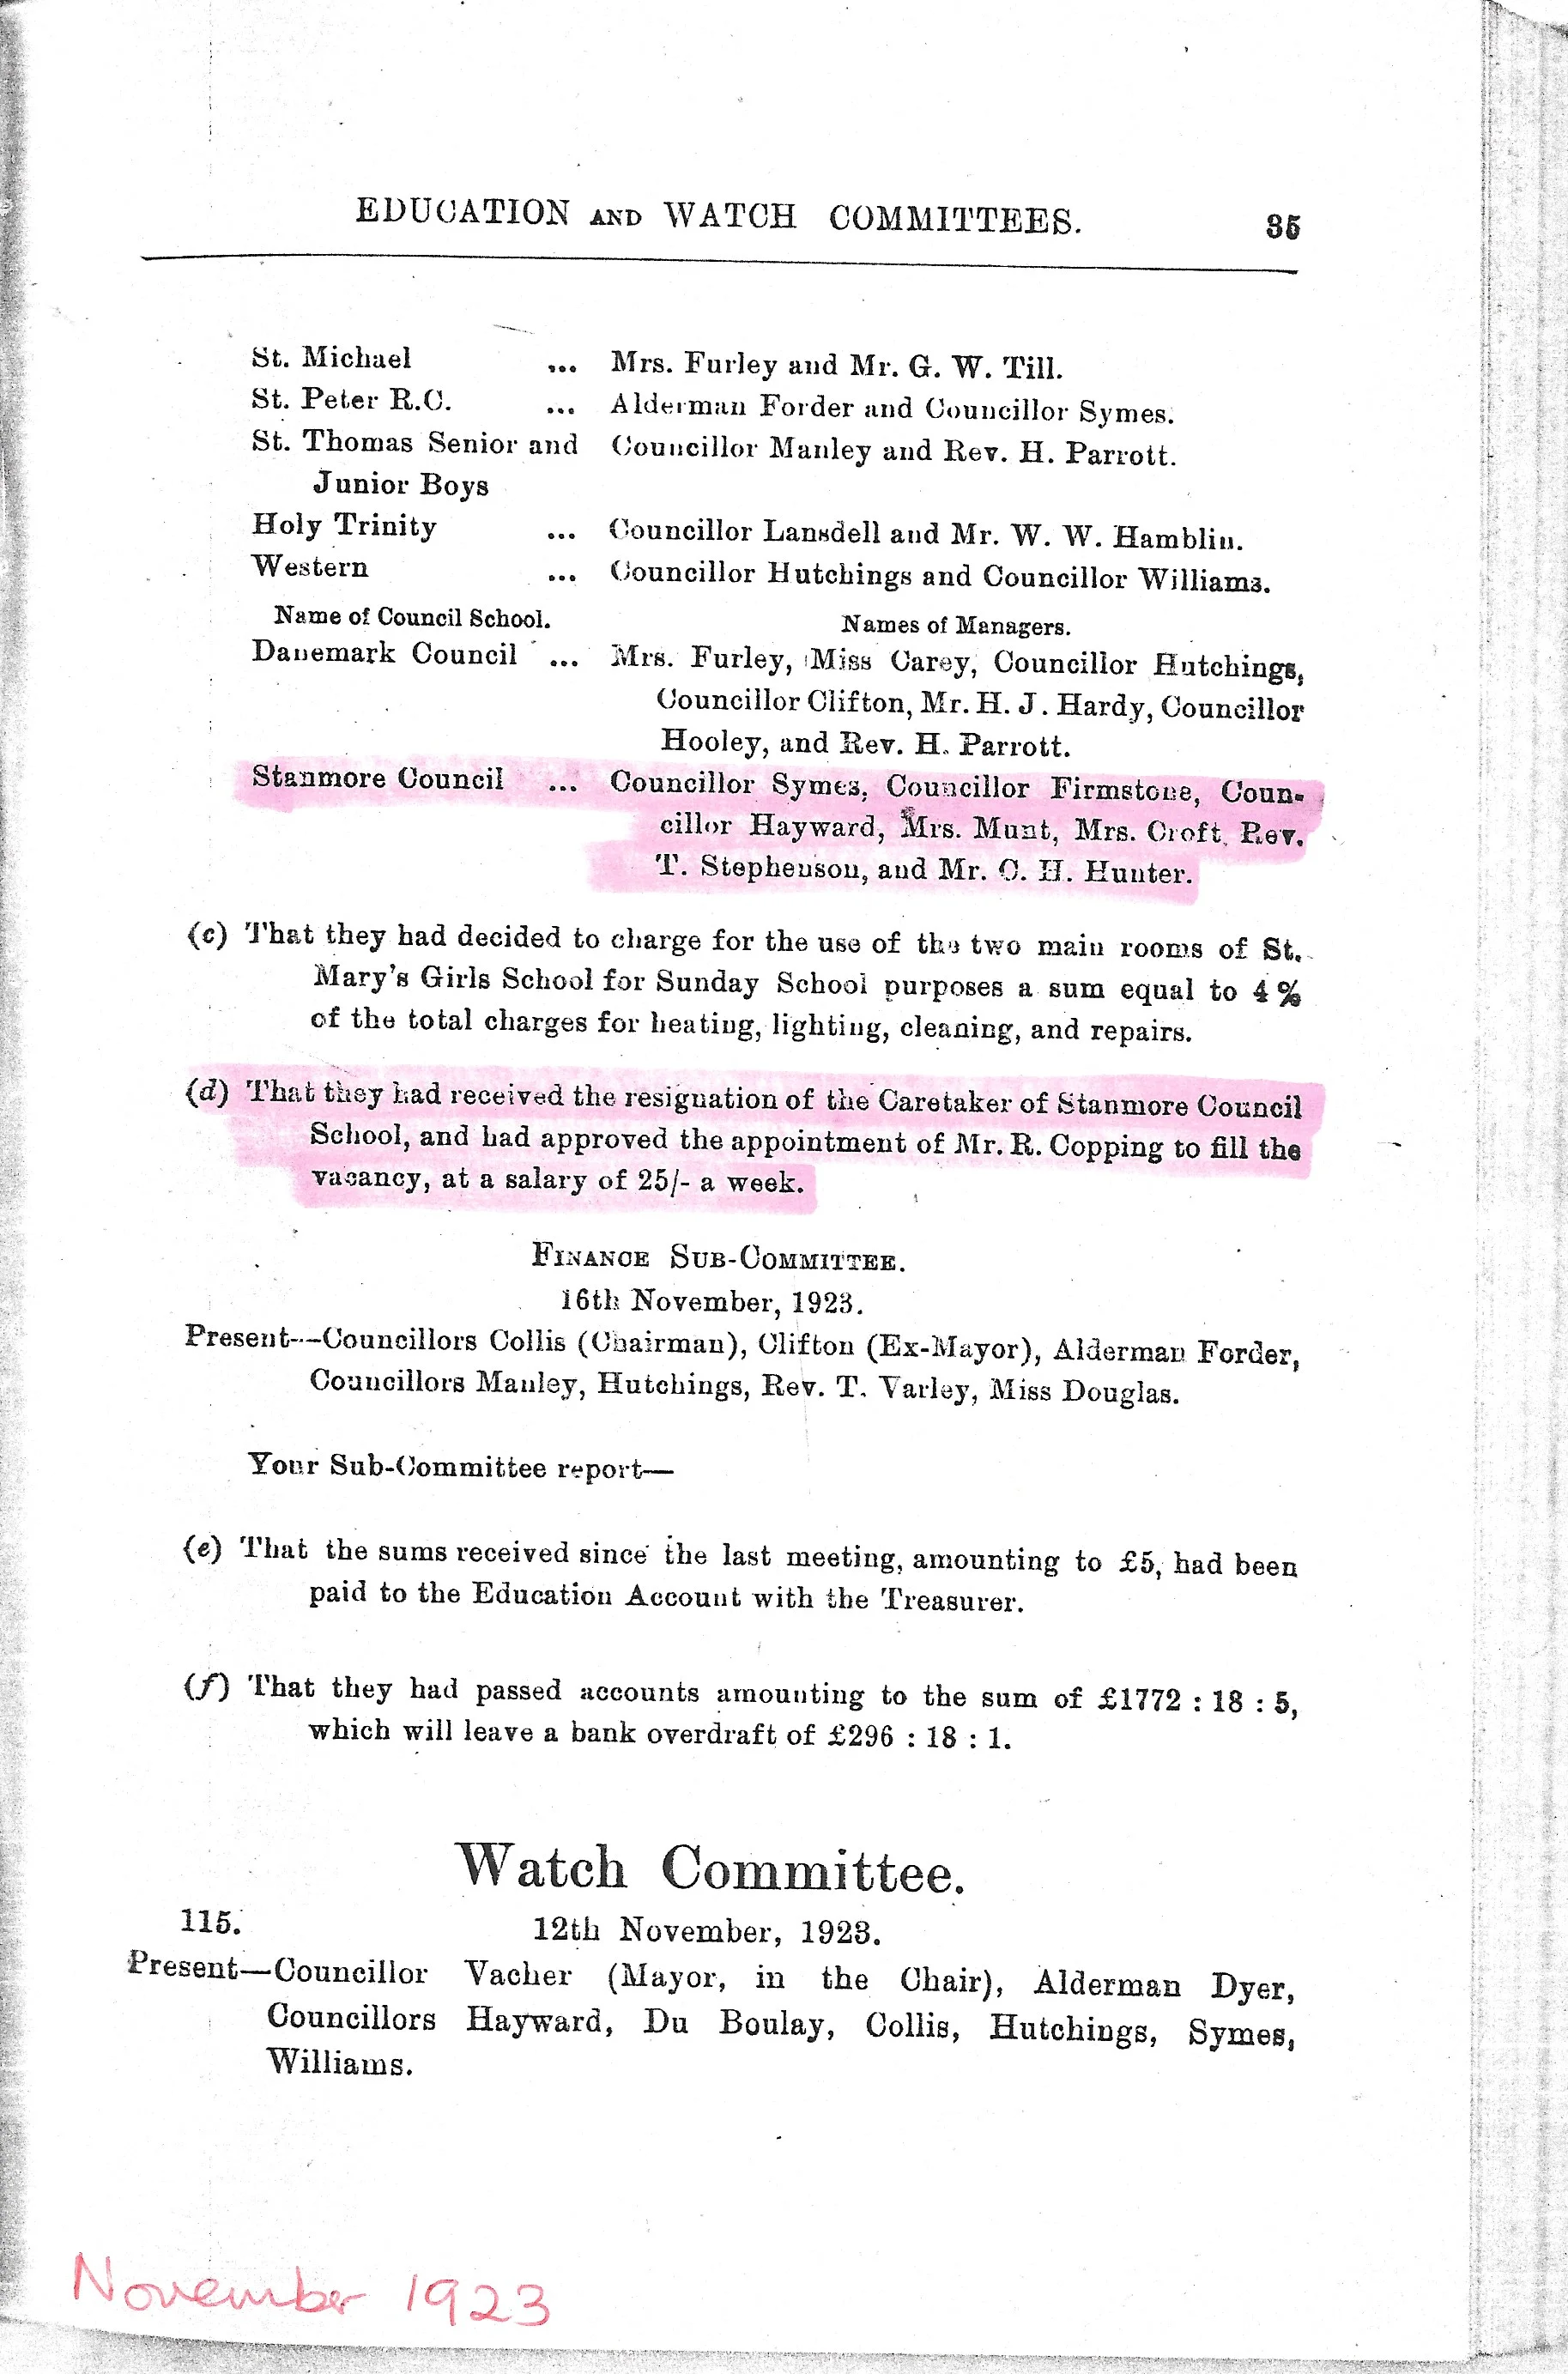 EDUCATION AND WATCH COMMITTEES. 35
St. Michael ... Mrs. Furley and Mr. G. W. Till.
St. Peter R.C. ... Alderman Forder and Councillor Symes.
St. Thomas Senior and Councillor Manley and Rev. H. Parrott.
Junior Boys
Holy Trinity ... Councillor Lansdell and Mr. W. W. Hamblin.
Western ... Councillor Hutchings and Councillor Williams.
Name of Council School. Names of Managers.
Danemark Council ... Mrs. Furley, Miss Carey, Councillor Hutchings,
Councillor Clifton, Mr. H. J. Hardy, Councillor
Hooley, and Rev. H. Parrott.
Stanmore Council ... Councillor Symes, Councillor Firmstone, Coun-
cillor Hayward, Mrs. Munt, Mrs. Croft, Rev.
T. Stephenson, and Mr. C. H. Hunter.
(c) That they had decided to charge for the use of the two main rooms of St.
Mary's Girls School for Sunday School purposes a sum equal to 4 %
of the total charges for heating, lighting, cleaning, and repairs.
(d) That they had received the resignation of the Caretaker of Stanmore Council
School, and had approved the appointment of Mr. R. Copping to fill the
vacancy, at a salary of 25/- a week.
FINANCE SUB-COMMITTEE.
16th November, 1923.
Present—Councillors Collis (Chairman), Clifton (Ex-Mayor), Alderman Forder,
Councillors Manley, Hutchings, Rev. T. Varley, Miss Douglas.
Your Sub-Committee report—
(e) That the sums received since the last meeting, amounting to £5, had been
paid to the Education Account with the Treasurer.
(f) That they had passed accounts amounting to the sum of £1772 : 18 : 5,
which will leave a bank overdraft of £296 : 18 : 1.
Watch Committee.
115. 12th November, 1923.
Present—Councillor Vacher (Mayor, in the Chair), Alderman Dyer,
Councillors Hayward, Du Boulay, Collis, Hutchings, Symes,
Williams.
November 1923